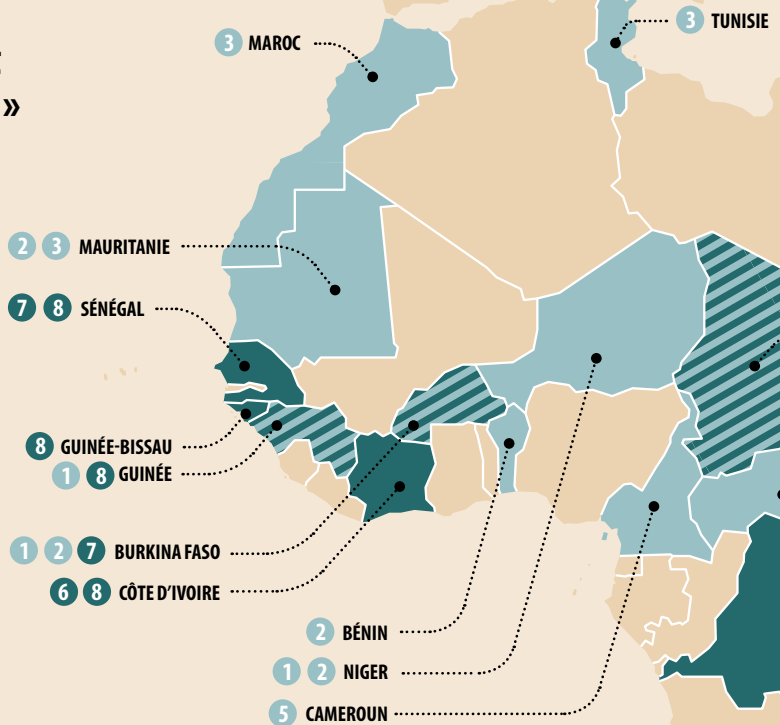 »
3 MAROC
3 TUNISIE
2 3 MAURITANIE
7 8 SÉNÉGAL
8 GUINÉE-BISSAU
1 8 GUINÉE
1 2 7 BURKINA FASO
6 8 CÔTE D'IVOIRE
2 BÉNIN
1 2 NIGER
5 CAMEROUN